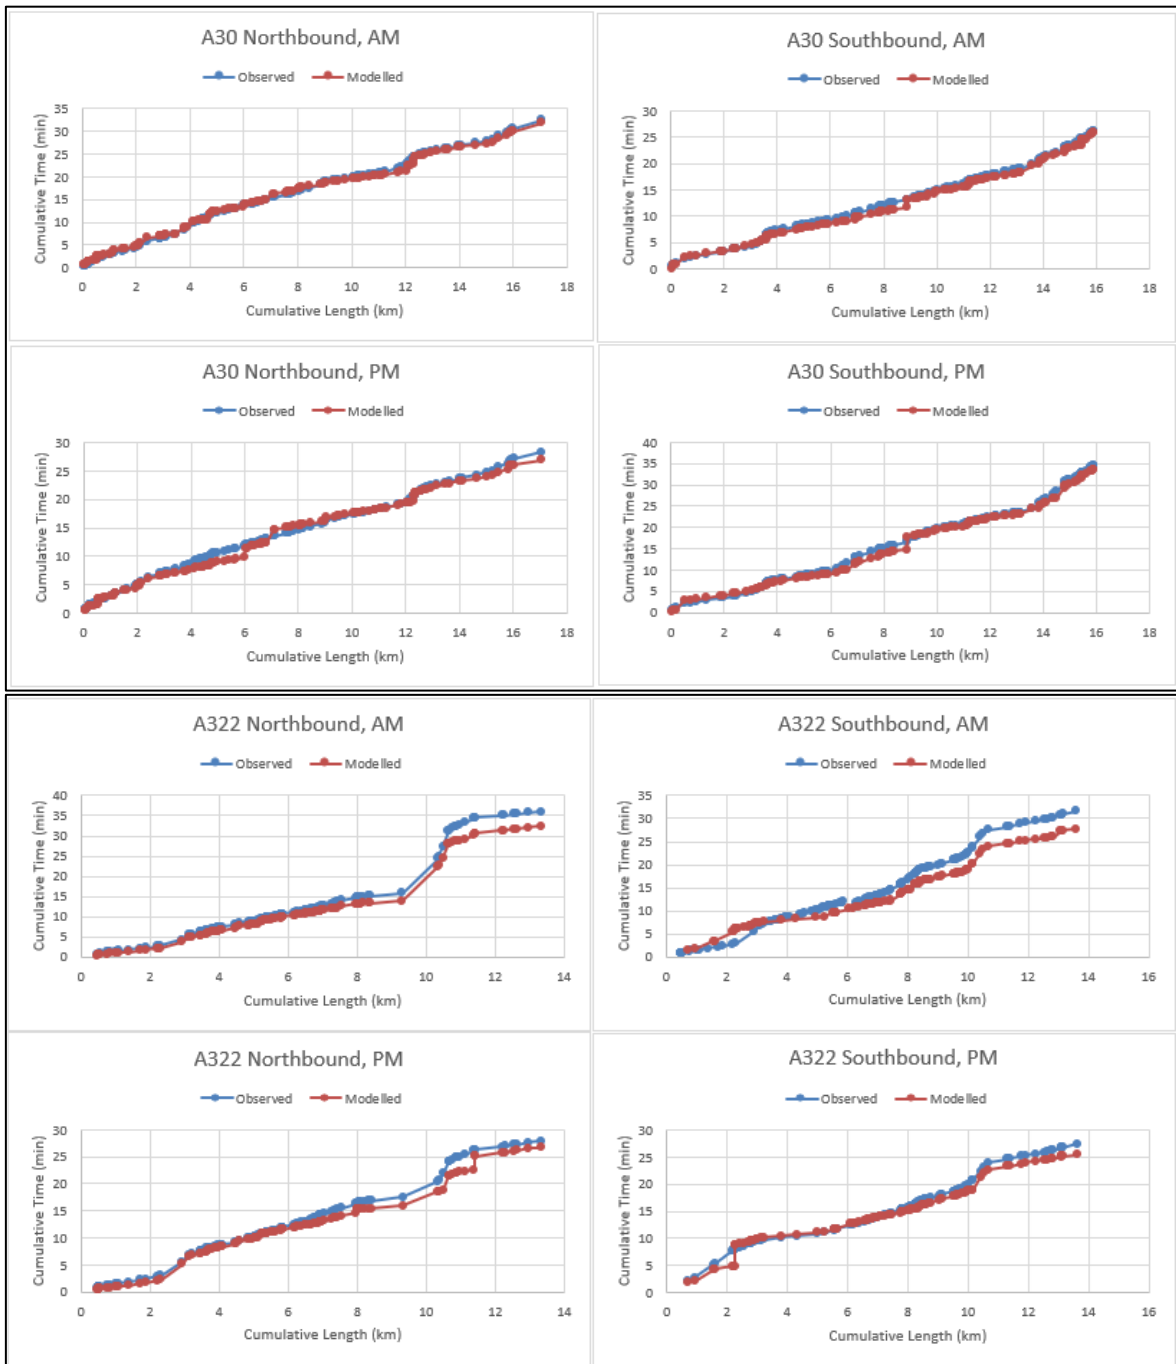 A30 Northbound, AM
Observed Modelled
Cumulative Time (min)
35
30
25
20
15
10
5
0
0 2 4 6 8 10 12 14 16 18
Cumulative Length (km)
A30 Southbound, AM
Observed Modelled
Cumulative Time (min)
30
25
20
15
10
5
0
0 2 4 6 8 10 12 14 16 18
Cumulative Length (km)
A30 Northbound, PM
Observed Modelled
Cumulative Time (min)
30
25
20
15
10
5
0
0 2 4 6 8 10 12 14 16 18
Cumulative Length (km)
A30 Southbound, PM
Observed Modelled
Cumulative Time (min)
40
35
30
25
20
15
10
5
0
0 2 4 6 8 10 12 14 16 18
Cumulative Length (km)
A322 Northbound, AM
Observed Modelled
Cumulative Time (min)
40
35
30
25
20
15
10
5
0
0 2 4 6 8 10 12 14
Cumulative Length (km)
A322 Southbound, AM
Observed Modelled
Cumulative Time (min)
35
30
25
20
15
10
5
0
0 2 4 6 8 10 12 14 16
Cumulative Length (km)
A322 Northbound, PM
Observed Modelled
Cumulative Time (min)
30
25
20
15
10
5
0
0 2 4 6 8 10 12 14
Cumulative Length (km)
A322 Southbound, PM
Observed Modelled
Cumulative Time (min)
30
25
20
15
10
5
0
0 2 4 6 8 10 12 14 16
Cumulative Length (km)